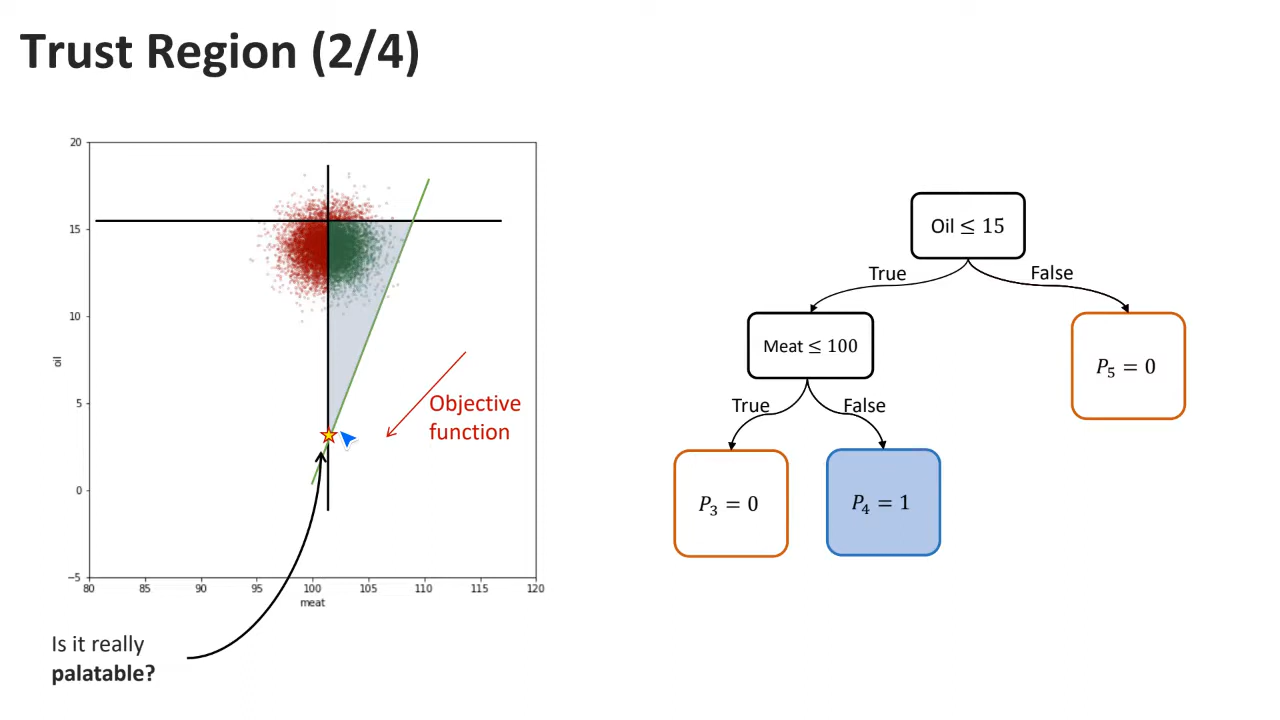 Trust Region (2/4)
20
15
10
5
0
−5
oil
80
85
90
95
100
105
110
115
120
meat
Objective
function
Is it really
palatable?
Oil ≤ 15
True
False
Meat ≤ 100
P₅ = 0
True
False
P₃ = 0
P₄ = 1